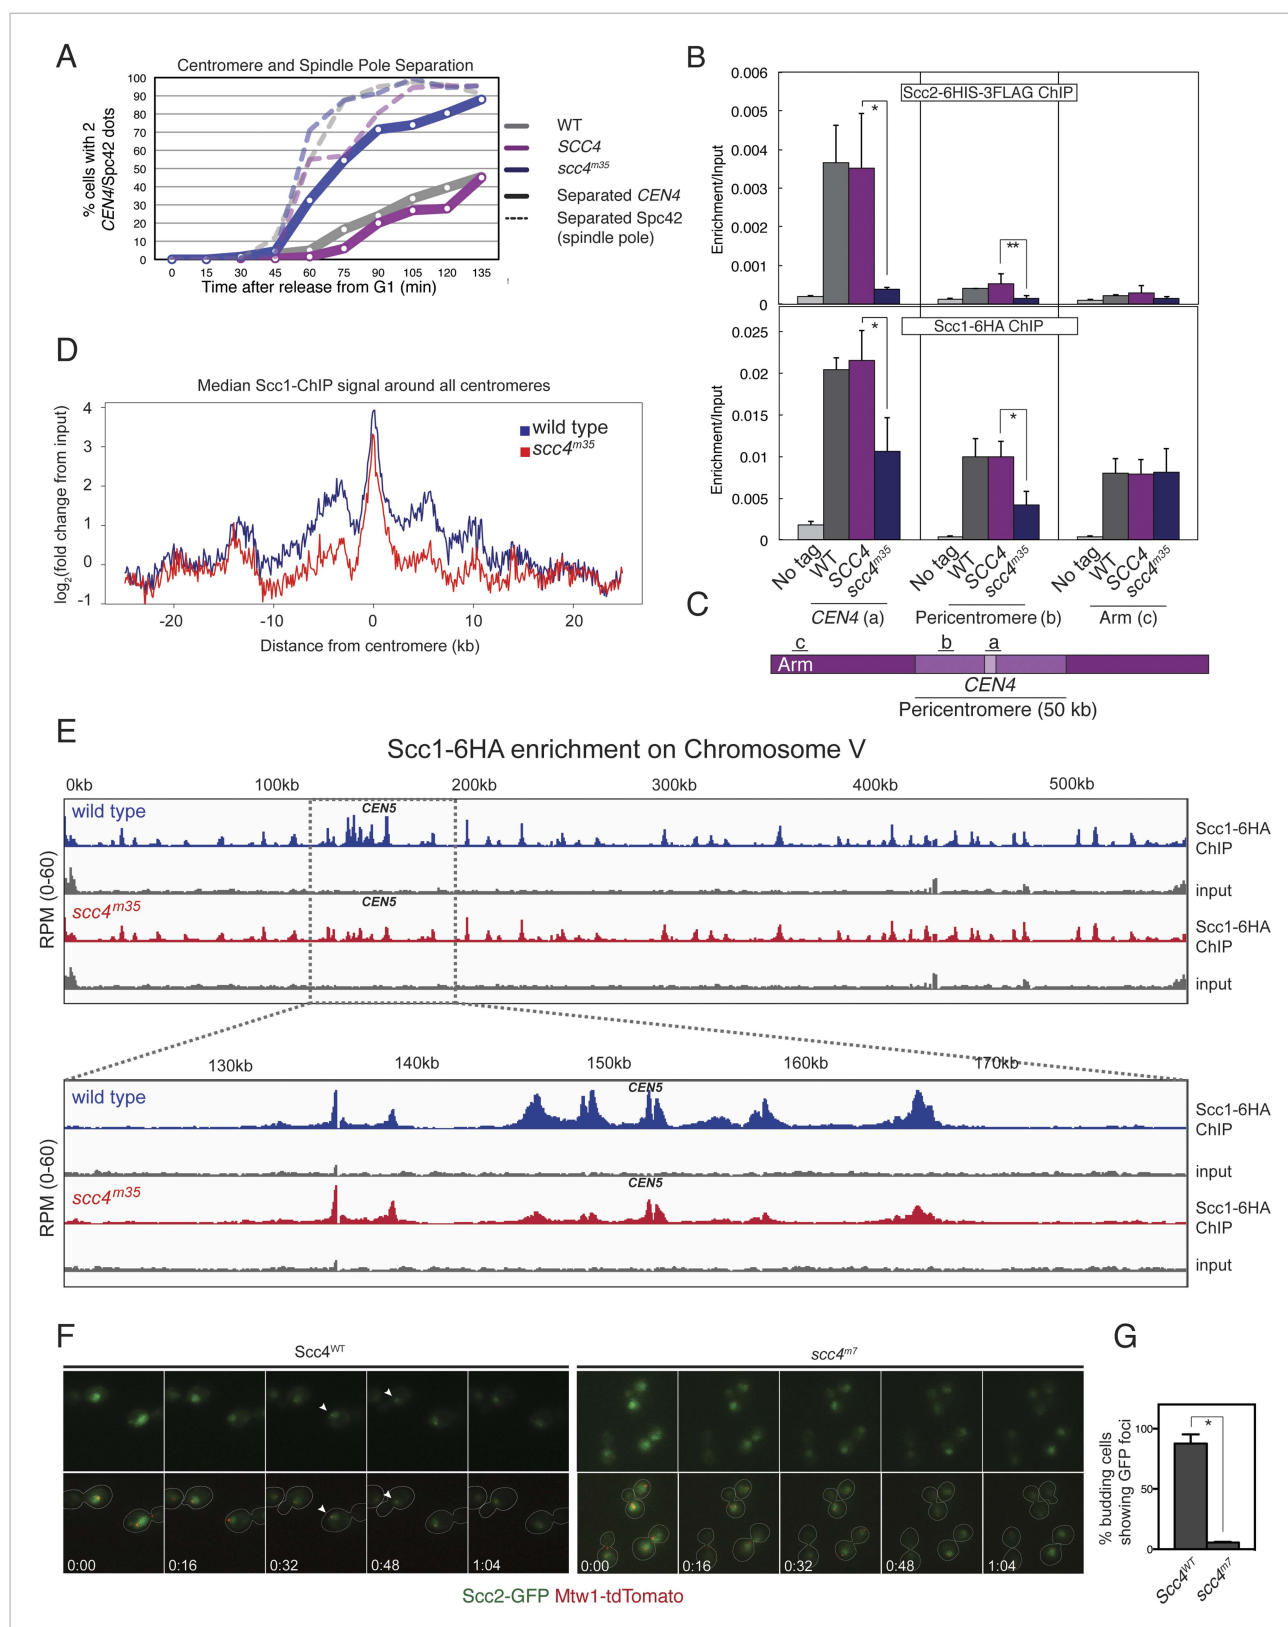 A
Centromere and Spindle Pole Separation
% cells with 2
CEN4/Spc42 dots
100
90
80
70
60
50
40
30
20
10
0
0 15 30 45 60 75 90 105 120 135
Time after release from G1 (min)
WT
SCC4
scc4m35
Separated CEN4
Separated Spc42
(spindle pole)
B
Scc2-6HIS-3FLAG ChIP
Enrichment/Input
0.006
0.005
0.004
0.003
0.002
0.001
0
*
**
Scc1-6HA ChIP
Enrichment/Input
0.025
0.02
0.015
0.01
0.005
0
*
*
No tag WT SCC4 scc4m35
No tag WT SCC4 scc4m35
No tag WT SCC4 scc4m35
CEN4 (a) Pericentromere (b) Arm (c)
C
c b a
Arm
CEN4
Pericentromere (50 kb)
D
Median Scc1-ChIP signal around all centromeres
log2(fold change from input)
4
3
2
1
0
-1
wild type
scc4m35
-20 -10 0 10 20
Distance from centromere (kb)
E
Scc1-6HA enrichment on Chromosome V
0kb 100kb 200kb 300kb 400kb 500kb
RPM (0-60)
wild type
CEN5
Scc1-6HA
ChIP
input
scc4m35
CEN5
Scc1-6HA
ChIP
input
130kb 140kb 150kb 160kb 170kb
RPM (0-60)
wild type
CEN5
Scc1-6HA
ChIP
input
scc4m35
CEN5
Scc1-6HA
ChIP
input
F
Scc4WT scc4m7
0:00 0:16 0:32 0:48 1:04 0:00 0:16 0:32 0:48 1:04
Scc2-GFP Mtw1-tdTomato
G
% budding cells
showing GFP foci
100
50
0
*
Scc4WT scc4m7